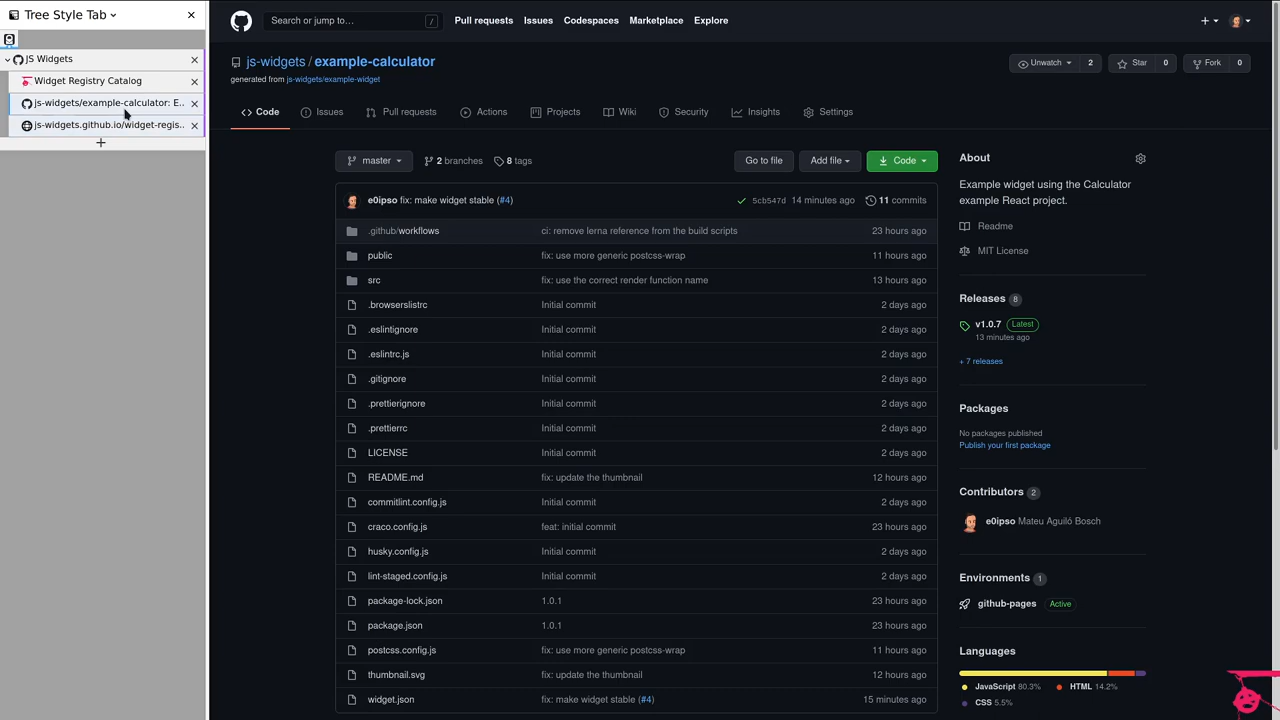 Tree Style Tab
JS Widgets
Widget Registry Catalog
js-widgets/example-calculator: E..
js-widgets.github.io/widget-regis..
Search or jump to…
/
Pull requests
Issues
Codespaces
Marketplace
Explore
js-widgets / example-calculator
generated from js-widgets/example-widget
Unwatch 2
Star 0
Fork 0
Code
Issues
Pull requests
Actions
Projects
Wiki
Security
Insights
Settings
master
2 branches
8 tags
Go to file
Add file
Code
e0ipso fix: make widget stable (#4)
5cb547d 14 minutes ago
11 commits
.github/workflows ci: remove lerna reference from the build scripts 23 hours ago
public fix: use more generic postcss-wrap 11 hours ago
src fix: use the correct render function name 13 hours ago
.browserslistrc Initial commit 2 days ago
.eslintignore Initial commit 2 days ago
.eslintrc.js Initial commit 2 days ago
.gitignore Initial commit 2 days ago
.prettierignore Initial commit 2 days ago
.prettierrc Initial commit 2 days ago
LICENSE Initial commit 2 days ago
README.md fix: update the thumbnail 12 hours ago
commitlint.config.js Initial commit 2 days ago
craco.config.js feat: initial commit 23 hours ago
husky.config.js Initial commit 2 days ago
lint-staged.config.js Initial commit 2 days ago
package-lock.json 1.0.1 23 hours ago
package.json 1.0.1 23 hours ago
postcss.config.js fix: use more generic postcss-wrap 11 hours ago
thumbnail.svg fix: update the thumbnail 12 hours ago
widget.json fix: make widget stable (#4) 15 minutes ago
About
Example widget using the Calculator
example React project.
Readme
MIT License
Releases 8
v1.0.7 Latest
13 minutes ago
+ 7 releases
Packages
No packages published
Publish your first package
Contributors 2
e0ipso Mateu Aguiló Bosch
Environments 1
github-pages Active
Languages
JavaScript 80.3%
HTML 14.2%
CSS 5.5%